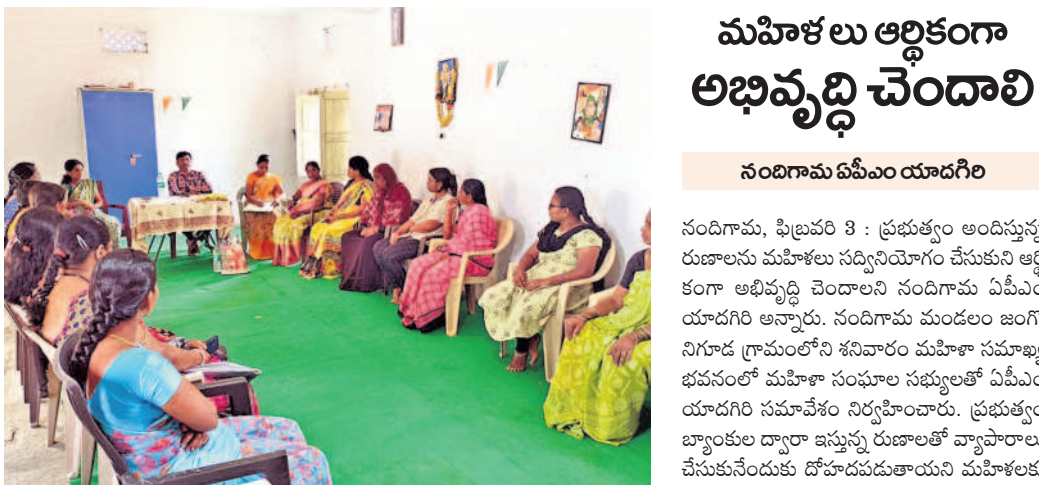 మహిళలు ఆర్థికంగా
అభివృద్ధి చెందాలి
నందిగామ ఏపీఎం యాదగిరి
నందిగామ, ఫిబ్రవరి 3 : ప్రభుత్వం అందిస్తున్న
రుణాలను మహిళలు సద్వినియోగం చేసుకుని ఆర్థి
కంగా అభివృద్ధి చెందాలని నందిగామ ఏపీఎం
యాదగిరి అన్నారు. నందిగామ మండలం జంగో
నిగూడ గ్రామంలోని శనివారం మహిళా సమాఖ్య
భవనంలో మహిళా సంఘాల సభ్యులతో ఏపీఎం
యాదగిరి సమావేశం నిర్వహించారు. ప్రభుత్వం
బ్యాంకుల ద్వారా ఇస్తున్న రుణాలతో వ్యాపారాలు
చేసుకునేందుకు దోహదపడుతాయని మహిళలకు